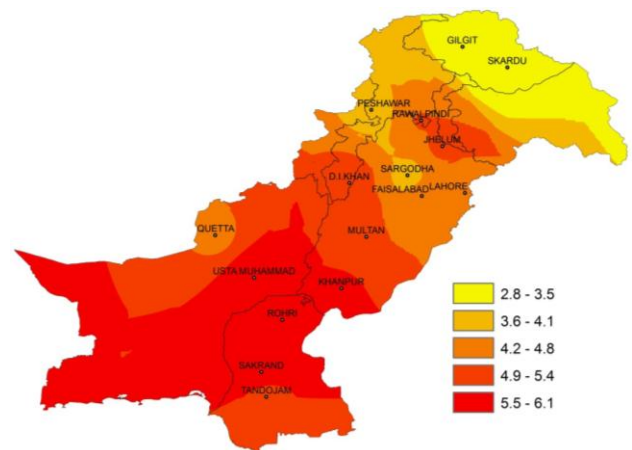 GILGIT
SKARDU
PESHAWAR
RAWALPINDI
JHELUM
SARGODHA
D.I.KHAN
FAISALABAD
LAHORE
QUETTA
MULTAN
USTA MUHAMMAD
KHANPUR
ROHRI
SAKRAND
TANDOJAM
2.8 - 3.5
3.6 - 4.1
4.2 - 4.8
4.9 - 5.4
5.5 - 6.1